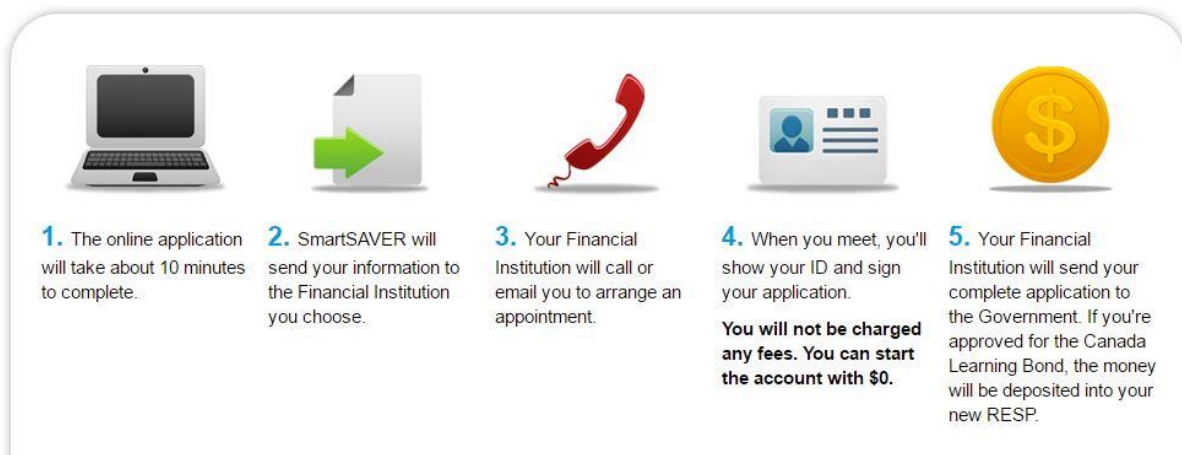 1. The online application
will take about 10 minutes
to complete.
2. SmartSAVER will
send your information to
the Financial Institution
you choose.
3. Your Financial
Institution will call or
email you to arrange an
appointment.
4. When you meet, you'll
show your ID and sign
your application.
You will not be charged
any fees. You can start
the account with $0.
5. Your Financial
Institution will send your
complete application to
the Government. If you're
approved for the Canada
Learning Bond, the money
will be deposited into your
new RESP.